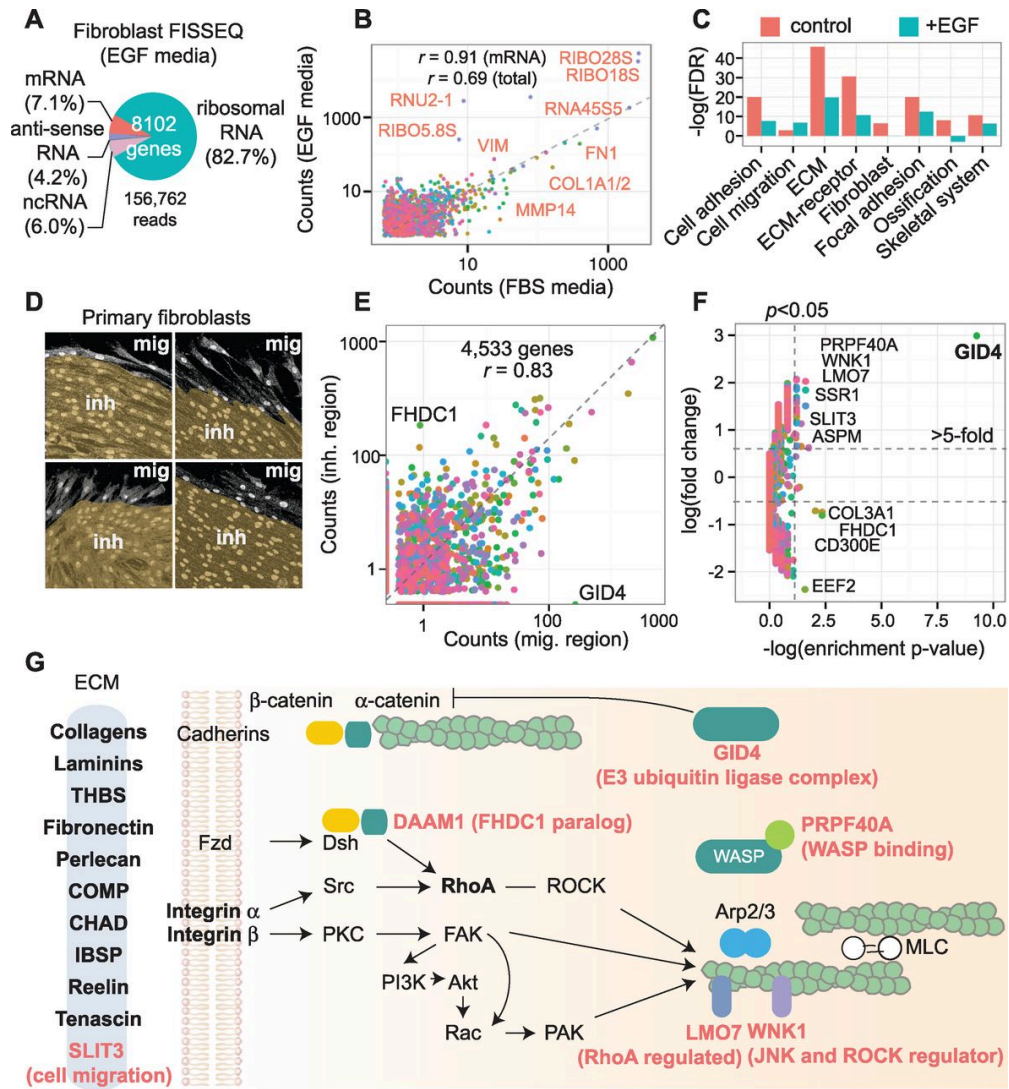 A
Fibroblast FISSEQ
(EGF media)
mRNA
(7.1%)
anti-sense
RNA
(4.2%)
ncRNA
(6.0%)
8102
genes
156,762
reads
ribosomal
RNA
(82.7%)
B
Counts (EGF media)
1000
10
r = 0.91 (mRNA)
r = 0.69 (total)
RIBO28S
RIBO18S
RNU2-1
RNA45S5
RIBO5.8S
VIM
FN1
COL1A1/2
MMP14
10
1000
Counts (FBS media)
C
control
+EGF
-log(FDR)
40
30
20
10
0
Cell adhesion
Cell migration
ECM
ECM-receptor
Fibroblast
Focal adhesion
Ossification
Skeletal system
D
Primary fibroblasts
mig
inh
mig
inh
mig
inh
mig
inh
E
Counts (inh. region)
1000
100
1
4,533 genes
r = 0.83
FHDC1
GID4
1
100
1000
Counts (mig. region)
F
p<0.05
log(fold change)
3
2
1
0
-1
-2
GID4
PRPF40A
WNK1
LMO7
SSR1
SLIT3
ASPM
>5-fold
COL3A1
FHDC1
CD300E
EEF2
0.0
2.5
5.0
7.5
10.0
-log(enrichment p-value)
G
ECM
Collagens
Laminins
THBS
Fibronectin
Perlecan
COMP
CHAD
IBSP
Reelin
Tenascin
SLIT3
(cell migration)
β-catenin
α-catenin
Cadherins
GID4
(E3 ubiquitin ligase complex)
DAAM1 (FHDC1 paralog)
Fzd
Dsh
PRPF40A
(WASP binding)
WASP
Src
RhoA
ROCK
Integrin α
Integrin β
PKC
FAK
Arp2/3
MLC
PI3K
Akt
Rac
PAK
LMO7
WNK1
(RhoA regulated)
(JNK and ROCK regulator)